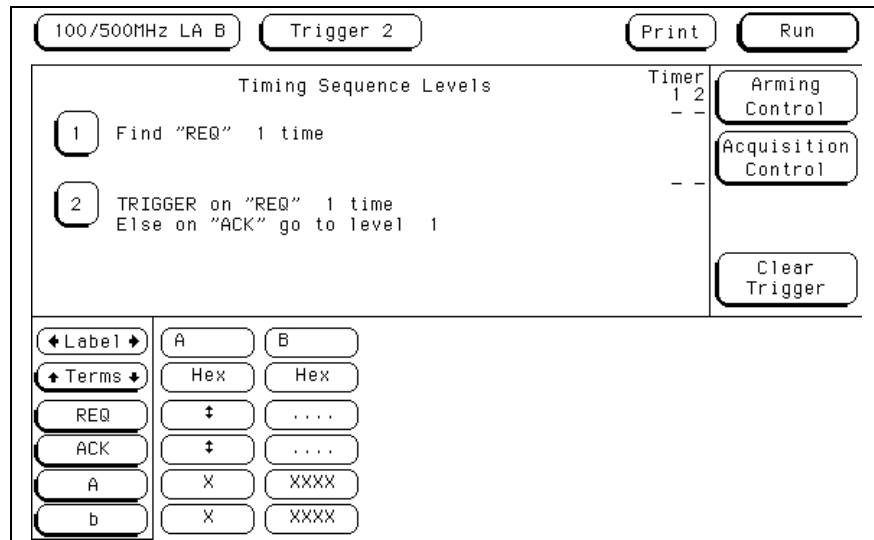 100/500MHz LA B Trigger 2 Print Run
Timing Sequence Levels
Timer
1 2
- -
Arming
Control
1 Find "REQ" 1 time
Acquisition
Control
- -
2 TRIGGER on "REQ" 1 time
Else on "ACK" go to level 1
Clear
Trigger
←Label→ A B
↑Terms↓ Hex Hex
REQ ↕ ....
ACK ↕ ....
A X XXXX
b X XXXX